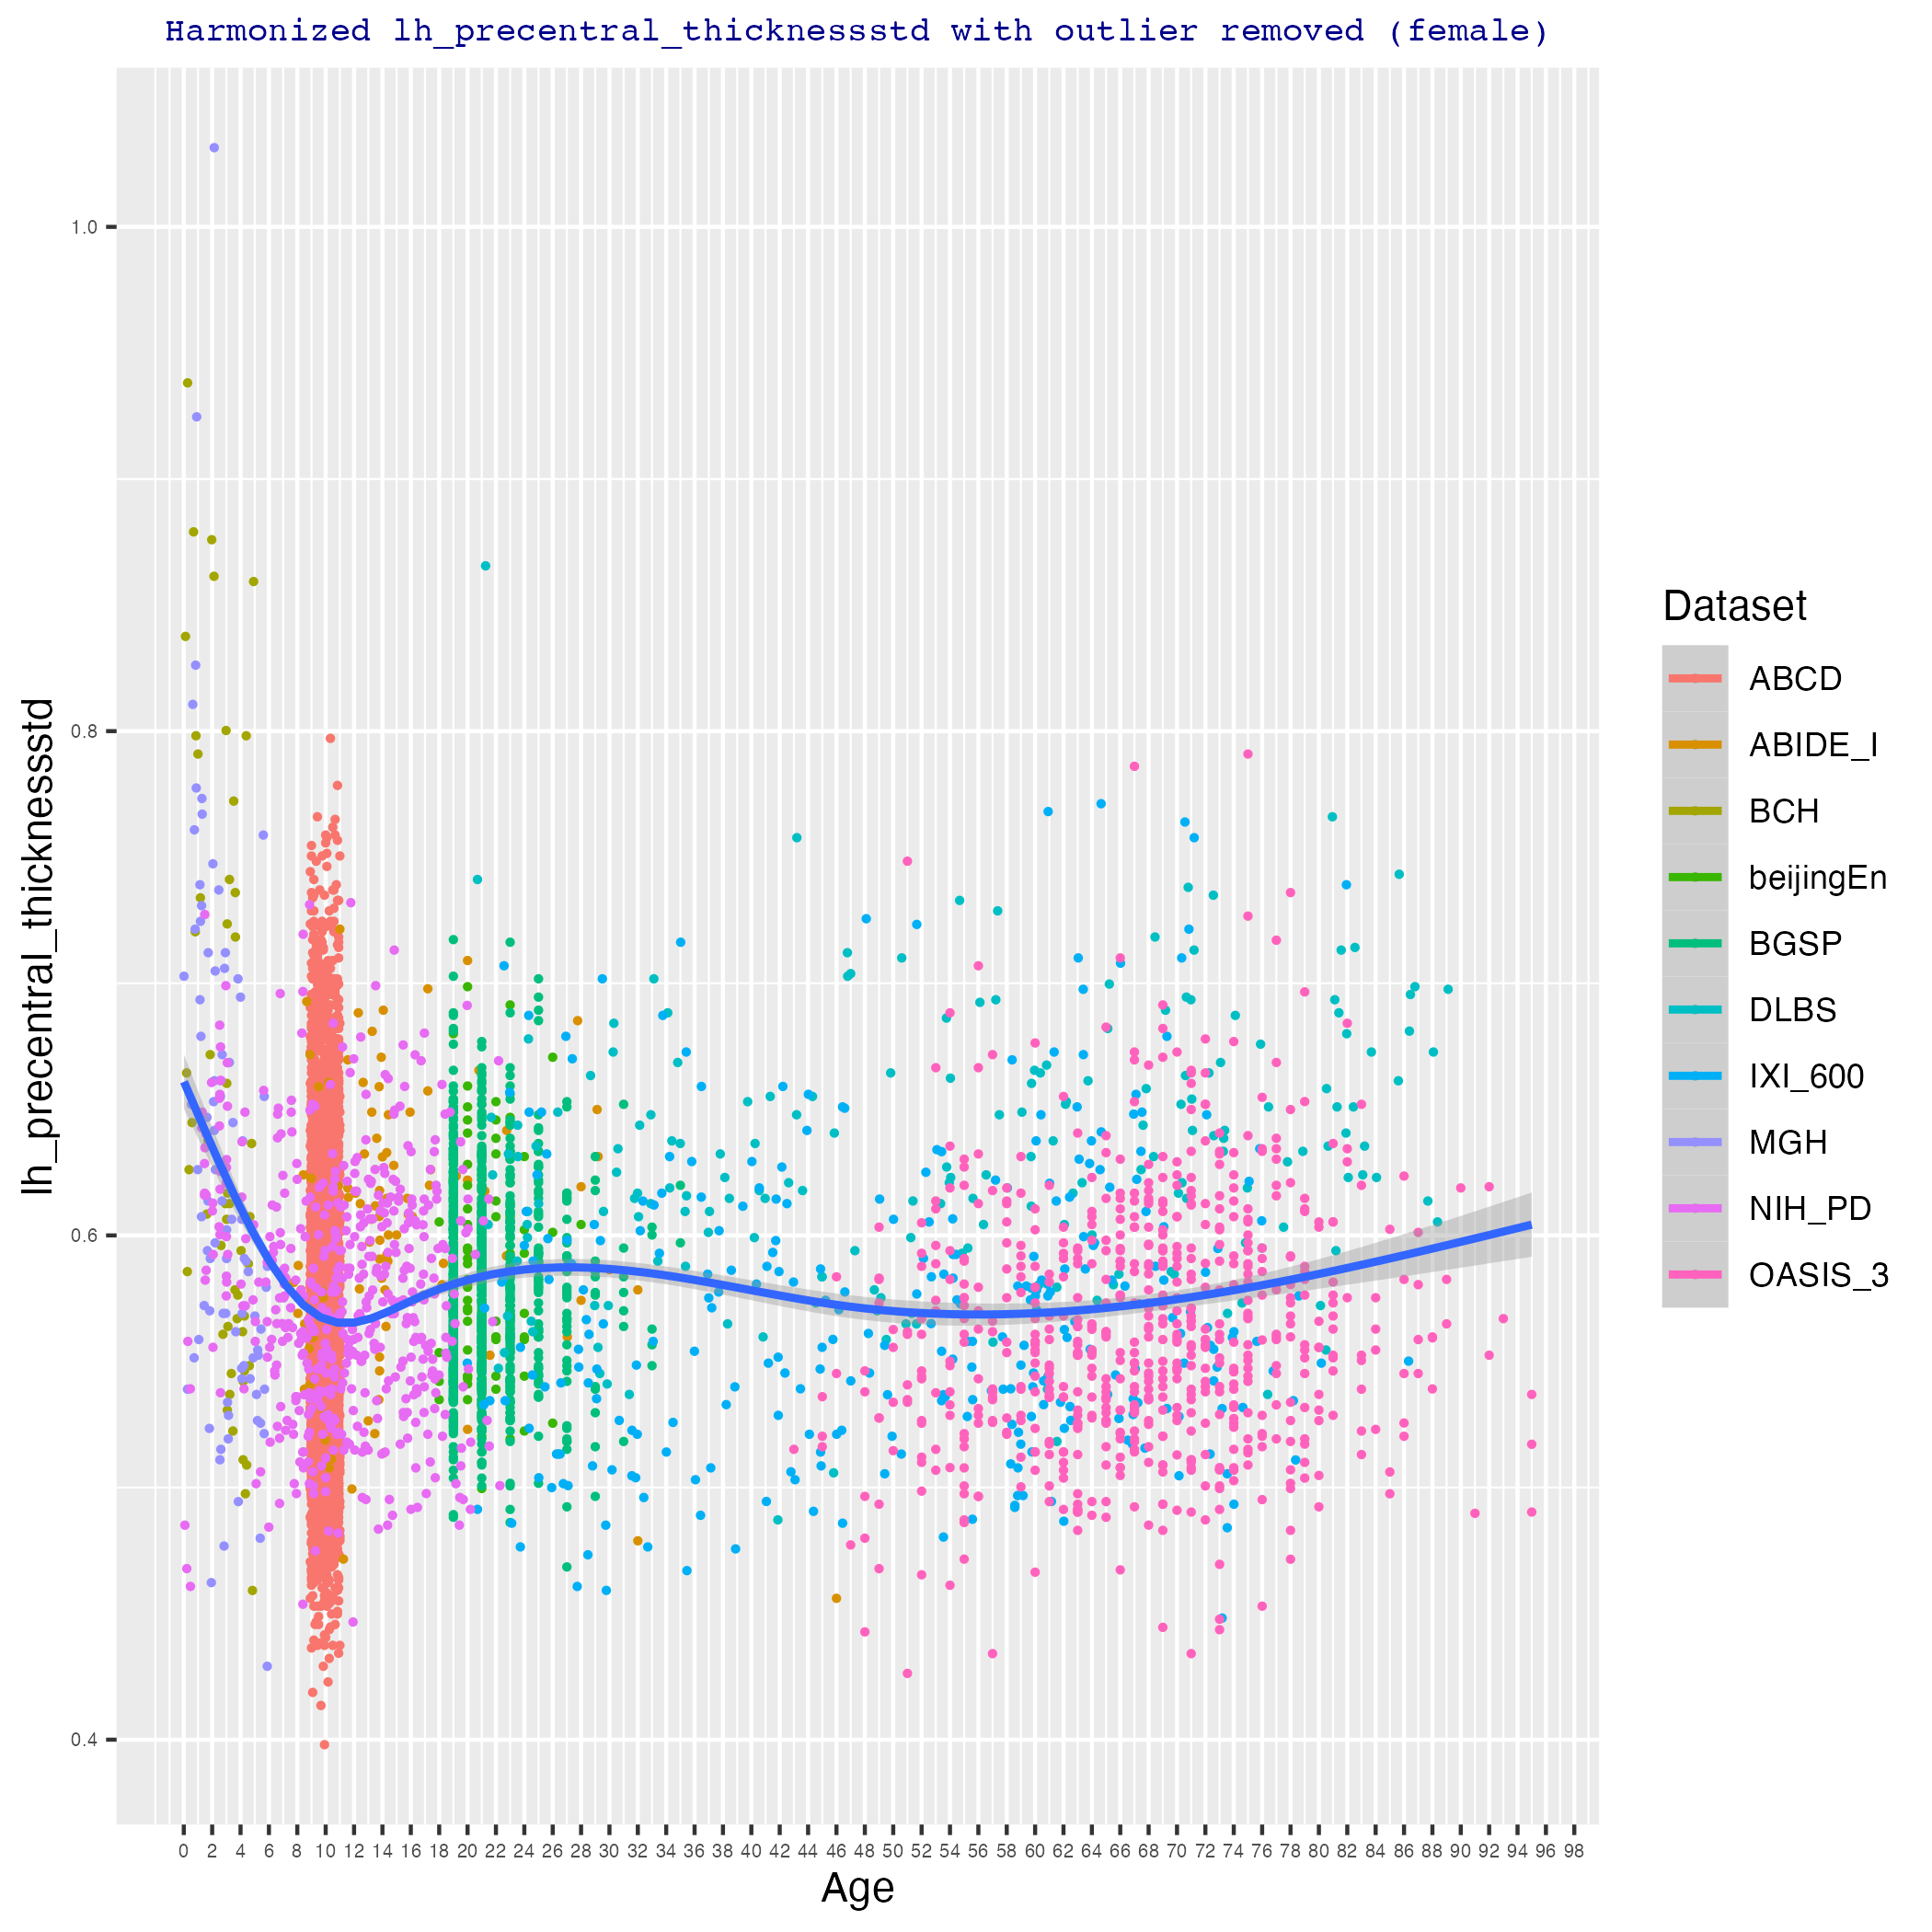 Harmonized lh_precentral_thicknessstd with outlier removed (female)
lh_precentral_thicknessstd
1.0
0.8
0.6
0.4
0 2 4 6 8 10 12 14 16 18 20 22 24 26 28 30 32 34 36 38 40 42 44 46 48 50 52 54 56 58 60 62 64 66 68 70 72 74 76 78 80 82 84 86 88 90 92 94 96 98
Age
Dataset
ABCD
ABIDE_I
BCH
beijingEn
BGSP
DLBS
IXI_600
MGH
NIH_PD
OASIS_3